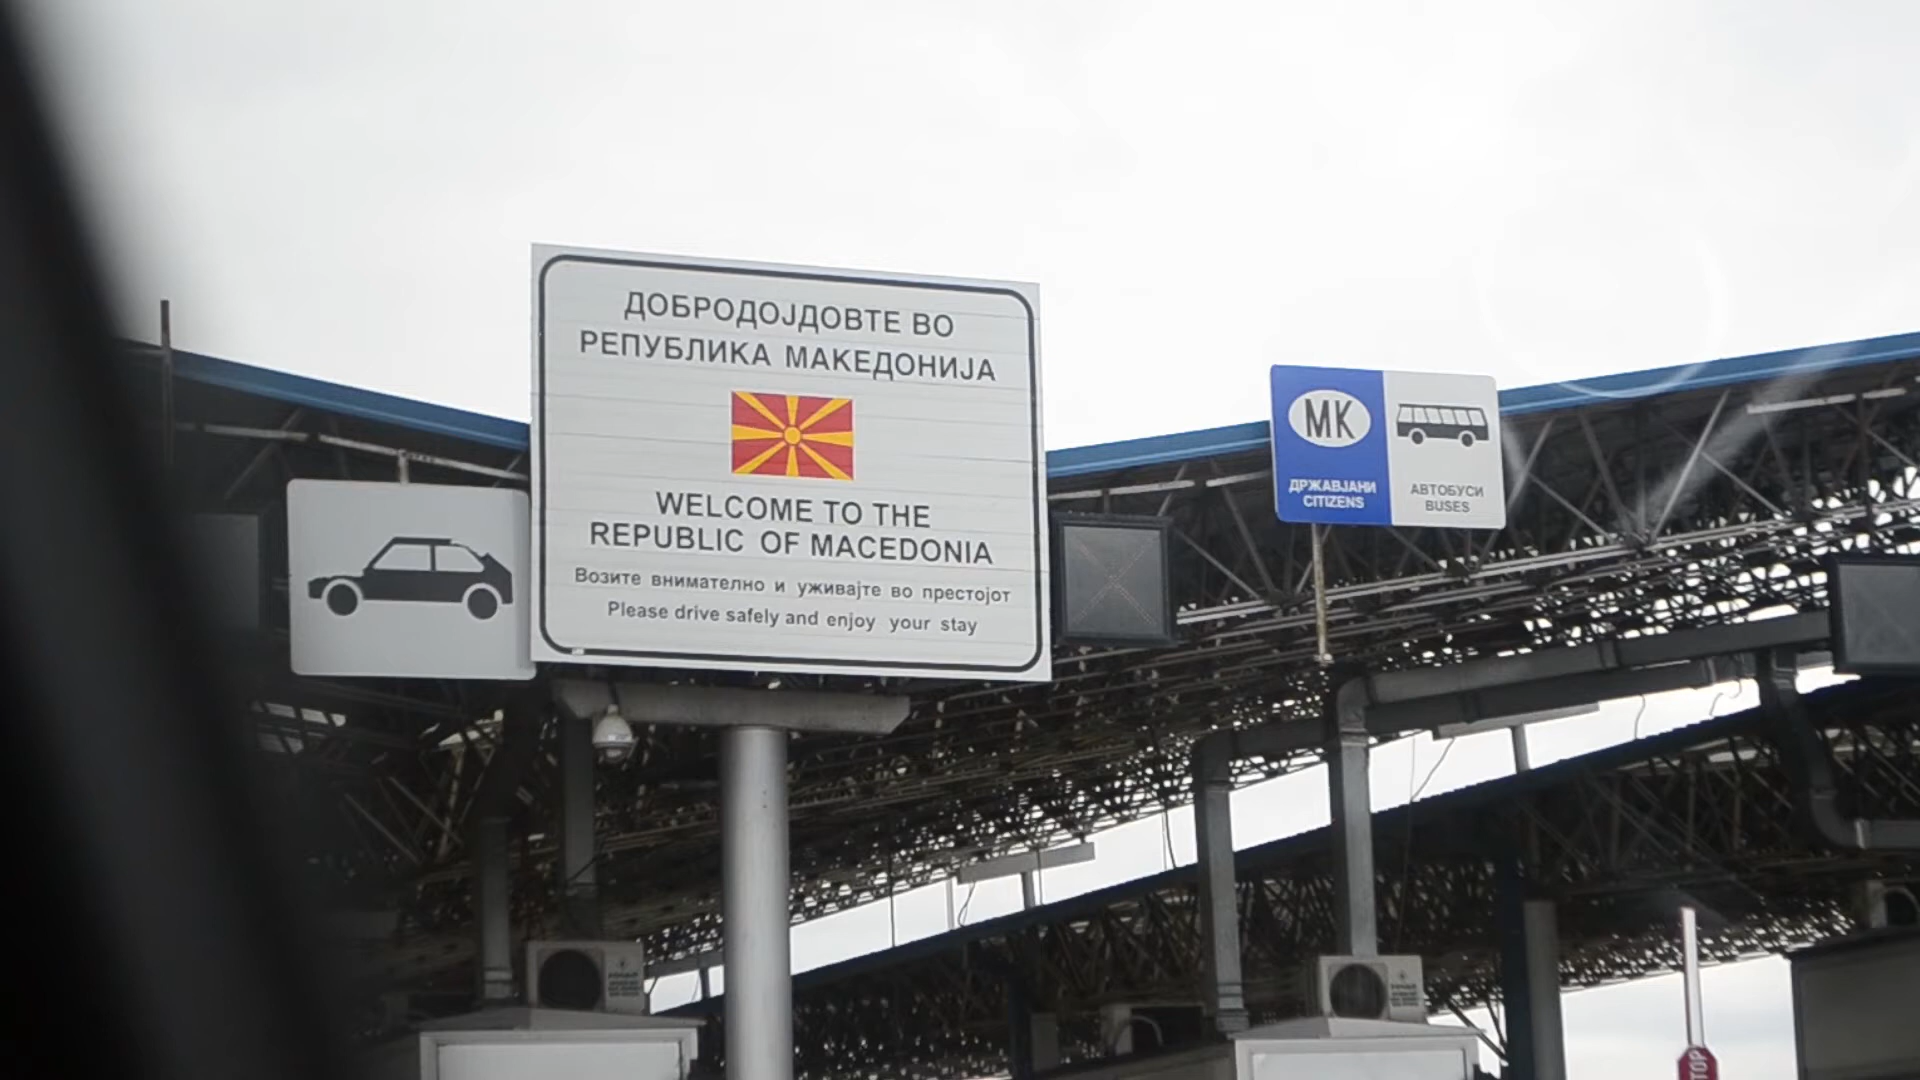 ДОБРОДОЈДОВТЕ ВО
РЕПУБЛИКА МАКЕДОНИЈА
WELCOME TO THE
REPUBLIC OF MACEDONIA
Возите внимателно и уживајте во престојот
Please drive safely and enjoy your stay
MK
ДРЖАВЈАНИ
CITIZENS
АВТОБУСИ
BUSES